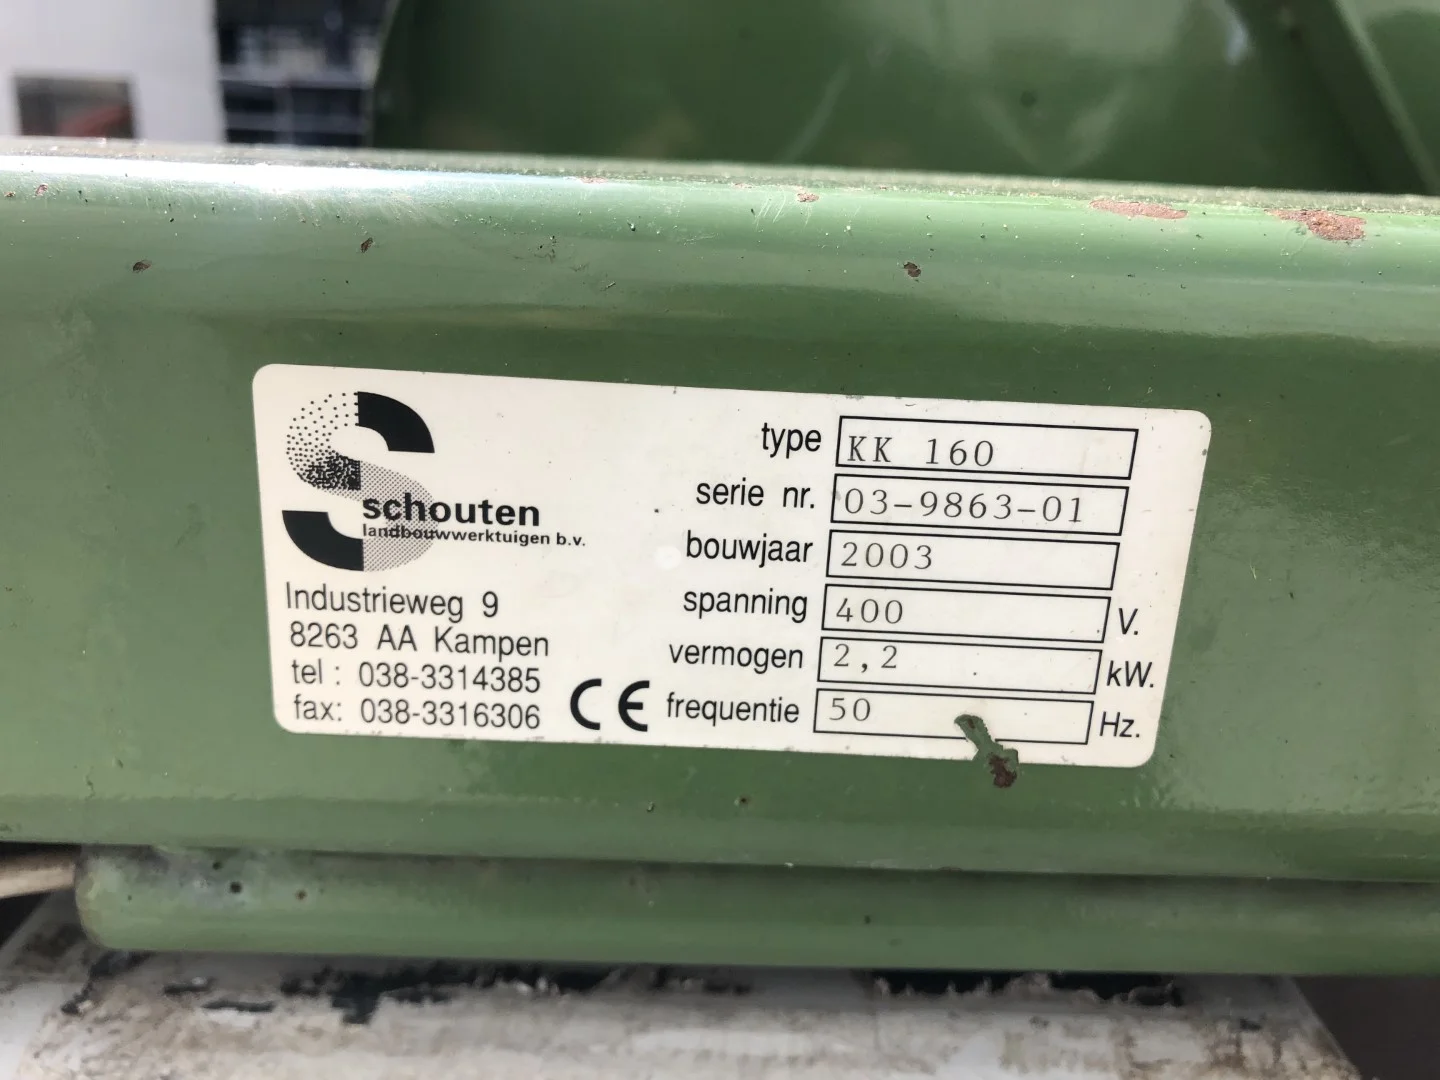 schouten
landbouwwerktuigen b.v.
Industrieweg 9
8263 AA Kampen
tel : 038-3314385
fax: 038-3316306
CE
type KK 160
serie nr. 03-9863-01
bouwjaar 2003
spanning 400 V.
vermogen 2,2 kW.
frequentie 50 Hz.